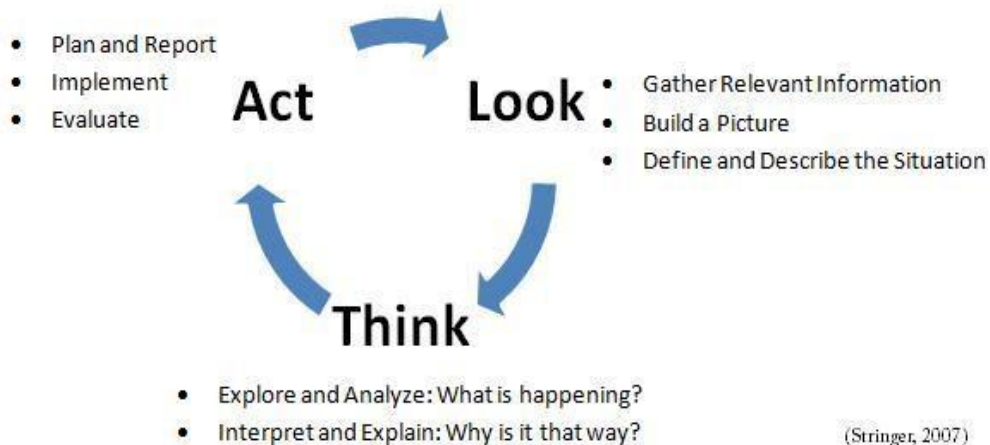 • Plan and Report
• Implement
• Evaluate
Act
Look
• Gather Relevant Information
• Build a Picture
• Define and Describe the Situation
Think
• Explore and Analyze: What is happening?
• Interpret and Explain: Why is it that way?
(Stringer, 2007)